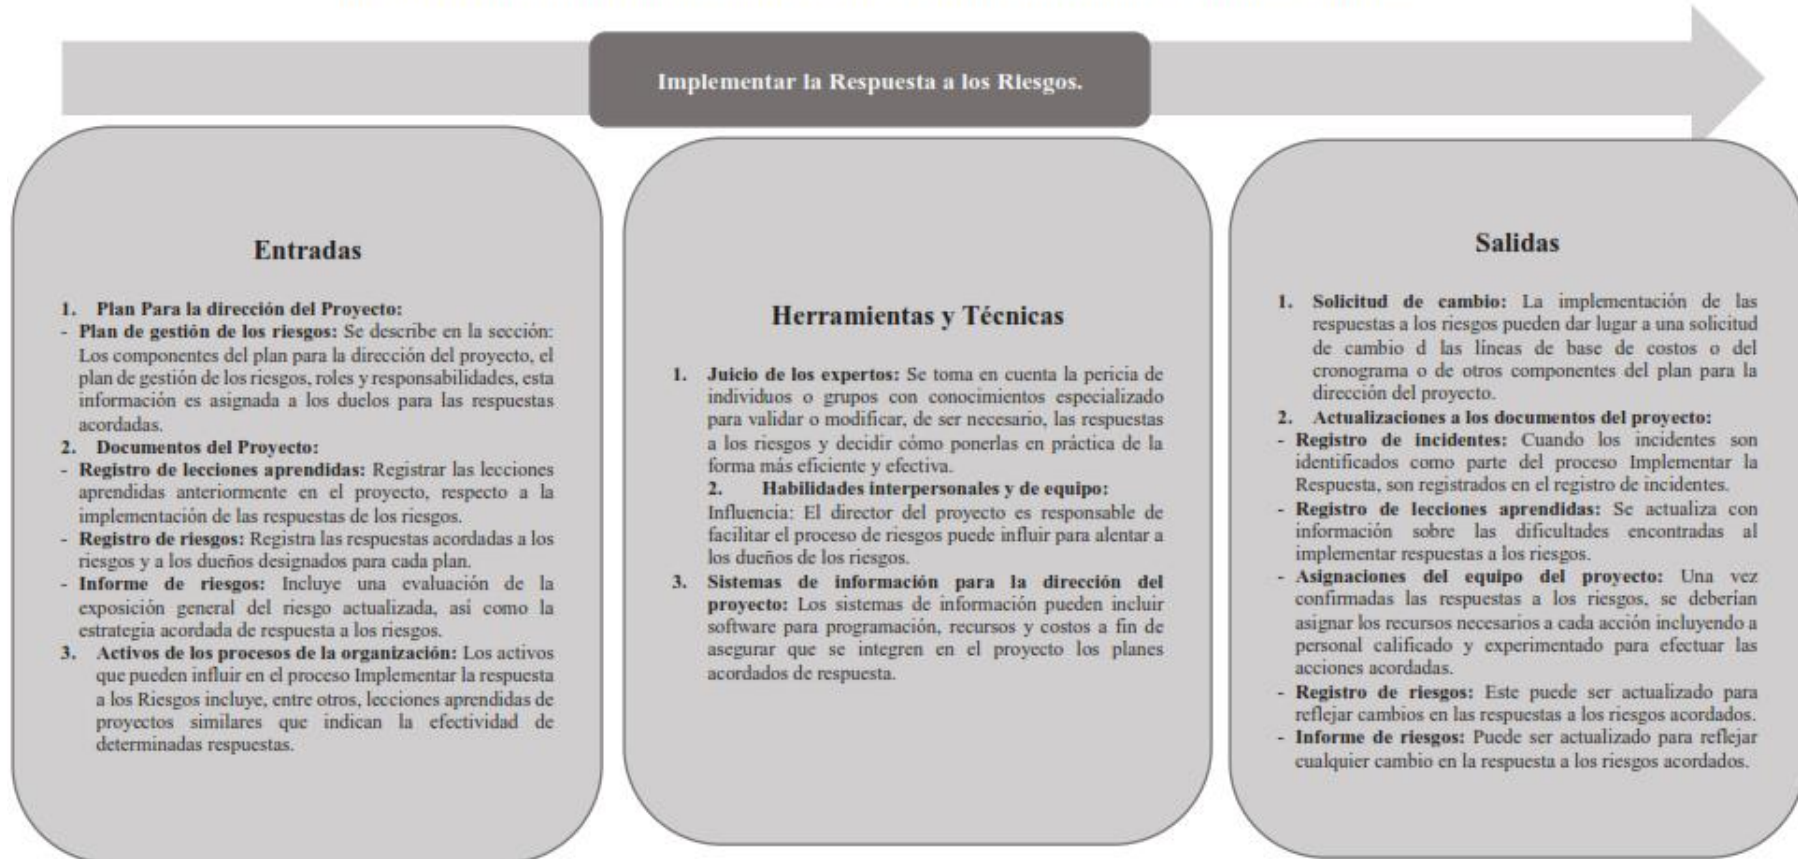 Implementar la Respuesta a los Riesgos.
Entradas
1. Plan Para la dirección del Proyecto:
- Plan de gestión de los riesgos: Se describe en la sección:
Los componentes del plan para la dirección del proyecto, el
plan de gestión de los riesgos, roles y responsabilidades, esta
información es asignada a los duelos para las respuestas
acordadas.
2. Documentos del Proyecto:
- Registro de lecciones aprendidas: Registrar las lecciones
aprendidas anteriormente en el proyecto, respecto a la
implementación de las respuestas de los riesgos.
- Registro de riesgos: Registra las respuestas acordadas a los
riesgos y a los dueños designados para cada plan.
- Informe de riesgos: Incluye una evaluación de la
exposición general del riesgo actualizada, así como la
estrategia acordada de respuesta a los riesgos.
3. Activos de los procesos de la organización: Los activos
que pueden influir en el proceso Implementar la respuesta
a los Riesgos incluye, entre otros, lecciones aprendidas de
proyectos similares que indican la efectividad de
determinadas respuestas.
Herramientas y Técnicas
1. Juicio de los expertos: Se toma en cuenta la pericia de
individuos o grupos con conocimientos especializado
para validar o modificar, de ser necesario, las respuestas
a los riesgos y decidir cómo ponerlas en práctica de la
forma más eficiente y efectiva.
2. Habilidades interpersonales y de equipo:
Influencia: El director del proyecto es responsable de
facilitar el proceso de riesgos puede influir para alentar a
los dueños de los riesgos.
3. Sistemas de información para la dirección del
proyecto: Los sistemas de información pueden incluir
software para programación, recursos y costos a fin de
asegurar que se integren en el proyecto los planes
acordados de respuesta.
Salidas
1. Solicitud de cambio: La implementación de las
respuestas a los riesgos pueden dar lugar a una solicitud
de cambio d las líneas de base de costos o del
cronograma o de otros componentes del plan para la
dirección del proyecto.
2. Actualizaciones a los documentos del proyecto:
- Registro de incidentes: Cuando los incidentes son
identificados como parte del proceso Implementar la
Respuesta, son registrados en el registro de incidentes.
- Registro de lecciones aprendidas: Se actualiza con
información sobre las dificultades encontradas al
implementar respuestas a los riesgos.
- Asignaciones del equipo del proyecto: Una vez
confirmadas las respuestas a los riesgos, se deberían
asignar los recursos necesarios a cada acción incluyendo a
personal calificado y experimentado para efectuar las
acciones acordadas.
- Registro de riesgos: Este puede ser actualizado para
reflejar cambios en las respuestas a los riesgos acordados.
- Informe de riesgos: Puede ser actualizado para reflejar
cualquier cambio en la respuesta a los riesgos acordados.